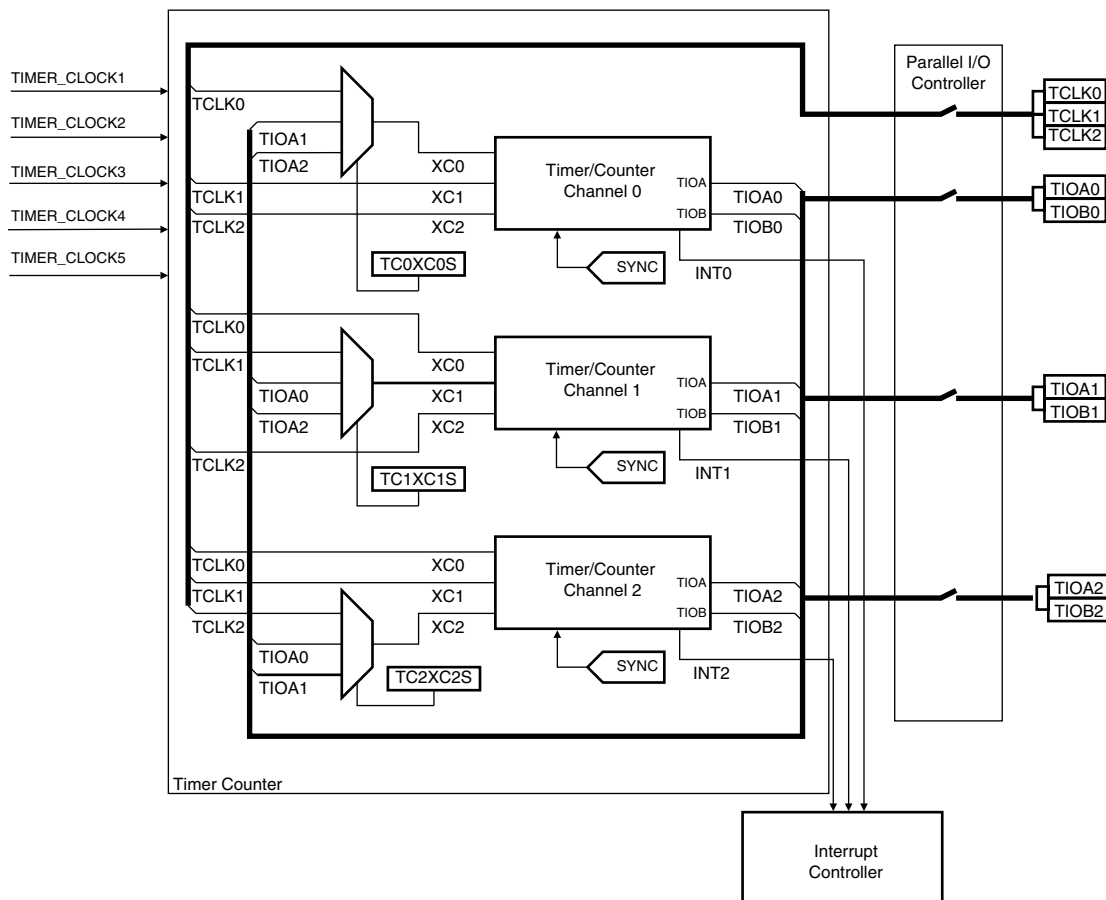 Parallel I/O
Controller
TIMER_CLOCK1
TCLK0
TCLK0
TCLK1
TIMER_CLOCK2
TIOA1
TCLK2
TIOA2
XC0
Timer/Counter
Channel 0
TIMER_CLOCK3
TIOA
TIOA0
TCLK1
XC1
TIOA0
TIMER_CLOCK4
TIOB
TIOB0
TCLK2
XC2
TIOB0
TIMER_CLOCK5
TC0XC0S
SYNC
INT0
TCLK0
XC0
TCLK1
Timer/Counter
Channel 1
TIOA
TIOA1
TIOA0
XC1
TIOA1
TIOB
TIOB1
TIOA2
XC2
TIOB1
TCLK2
TC1XC1S
SYNC
INT1
TCLK0
XC0
Timer/Counter
Channel 2
TIOA
TIOA2
TCLK1
XC1
TIOA2
TIOB
TIOB2
TCLK2
XC2
TIOB2
TIOA0
TIOA1
TC2XC2S
SYNC
INT2
Timer Counter
Interrupt
Controller